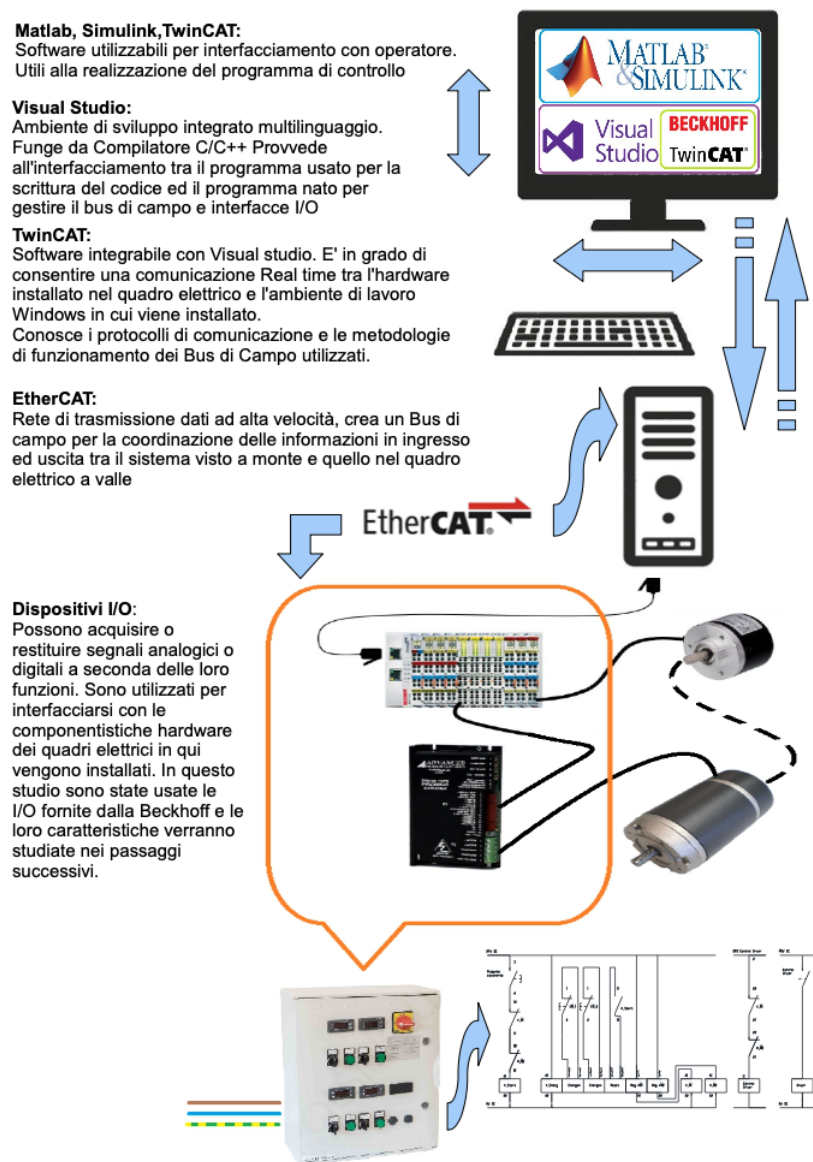 Matlab, Simulink,TwinCAT:
Software utilizzabili per interfacciamento con operatore.
Utili alla realizzazione del programma di controllo
MATLAB
&SIMULINK
Visual Studio:
Ambiente di sviluppo integrato multilinguaggio.
Funge da Compilatore C/C++ Provvede
all'interfacciamento tra il programma usato per la
scrittura del codice ed il programma nato per
gestire il bus di campo e interfacce I/O
Visual
Studio
BECKHOFF
TwinCAT
TwinCAT:
Software integrabile con Visual studio. E' in grado di
consentire una comunicazione Real time tra l'hardware
installato nel quadro elettrico e l'ambiente di lavoro
Windows in cui viene installato.
Conosce i protocolli di comunicazione e le metodologie
di funzionamento dei Bus di Campo utilizzati.
EtherCAT:
Rete di trasmissione dati ad alta velocità, crea un Bus di
campo per la coordinazione delle informazioni in ingresso
ed uscita tra il sistema visto a monte e quello nel quadro
elettrico a valle
EtherCAT.
Dispositivi I/O:
Possono acquisire o
restituire segnali analogici o
digitali a seconda delle loro
funzioni. Sono utilizzati per
interfacciarsi con le
componentistiche hardware
dei quadri elettrici in qui
vengono installati. In questo
studio sono state usate le
I/O fornite dalla Beckhoff e le
loro caratteristiche verranno
studiate nei passaggi
successivi.
ADVANCED